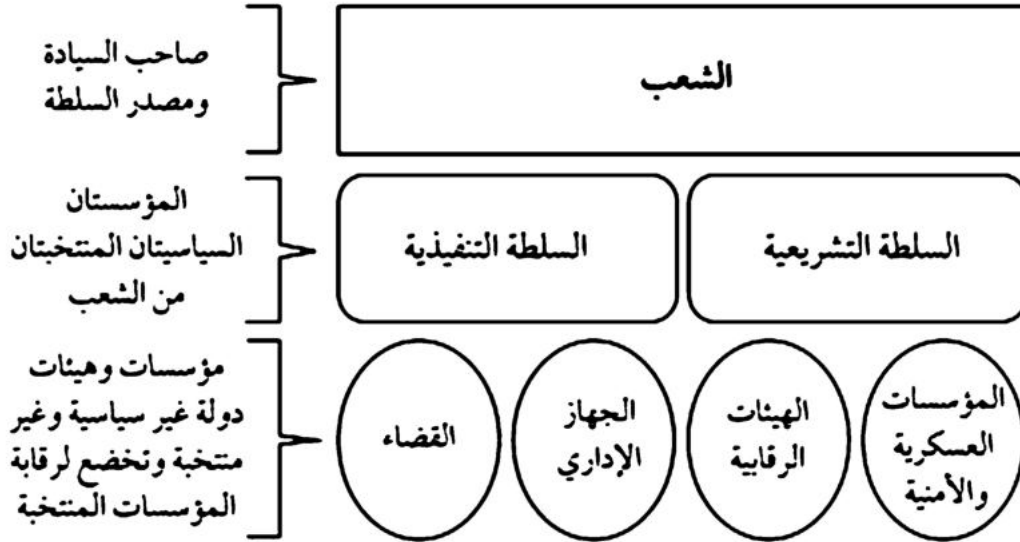 الشعب
صاحب السيادة
ومصدر السلطة
السلطة التشريعية
السلطة التنفيذية
المؤسستان
السياسيتان المنتخبتان
من الشعب
المؤسسات
العسكرية
والأمنية
الهيئات
الرقابية
الجهاز
الإداري
القضاء
مؤسسات وهيئات
دولة غير سياسية وغير
منتخبة وتخضع لرقابة
المؤسسات المنتخبة